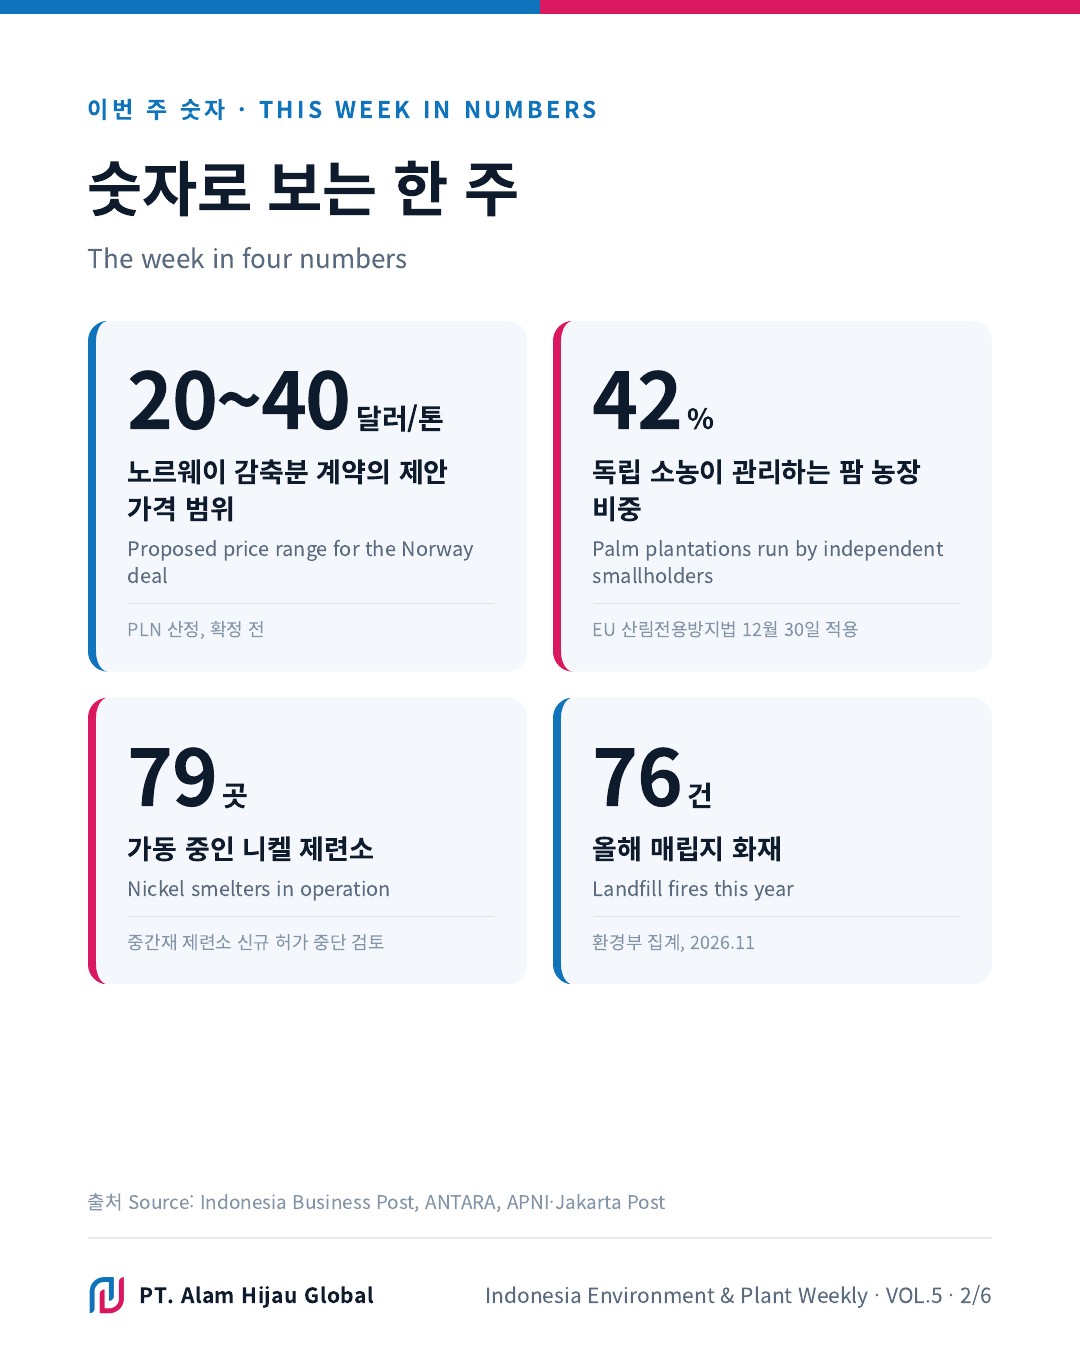 이번 주 숫자 · THIS WEEK IN NUMBERS
숫자로 보는 한 주
The week in four numbers
20~40 달러/톤
노르웨이 감축분 계약의 제안
가격 범위
Proposed price range for the Norway
deal
PLN 산정, 확정 전
42 %
독립 소농이 관리하는 팜 농장
비중
Palm plantations run by independent
smallholders
EU 산림전용방지법 12월 30일 적용
79 곳
가동 중인 니켈 제련소
Nickel smelters in operation
중간재 제련소 신규 허가 중단 검토
76 건
올해 매립지 화재
Landfill fires this year
환경부 집계, 2026.11
출처 Source: Indonesia Business Post, ANTARA, APNI·Jakarta Post
PT. Alam Hijau Global
Indonesia Environment & Plant Weekly · VOL.5 · 2/6